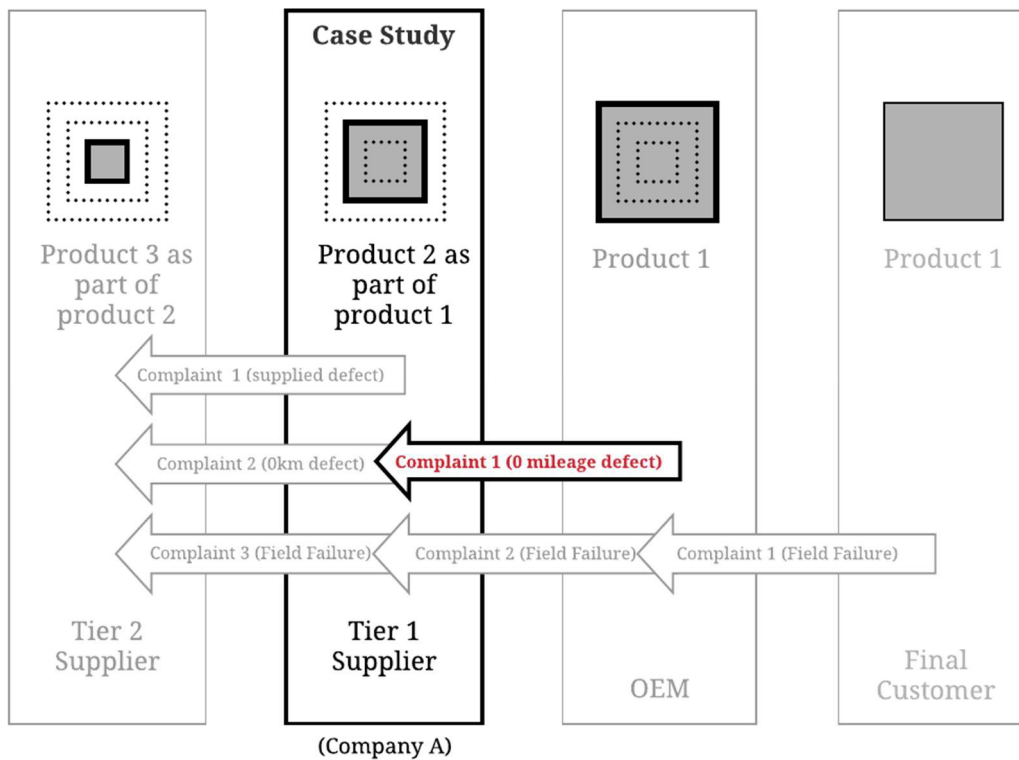 Case Study
Product 3 as
part of
product 2
Product 2 as
part of
product 1
Product 1
Product 1
Complaint 1 (supplied defect)
Complaint 2 (0km defect)
Complaint 1 (0 mileage defect)
Complaint 3 (Field Failure)
Complaint 2 (Field Failure)
Complaint 1 (Field Failure)
Tier 2
Supplier
Tier 1
Supplier
OEM
Final
Customer
(Company A)